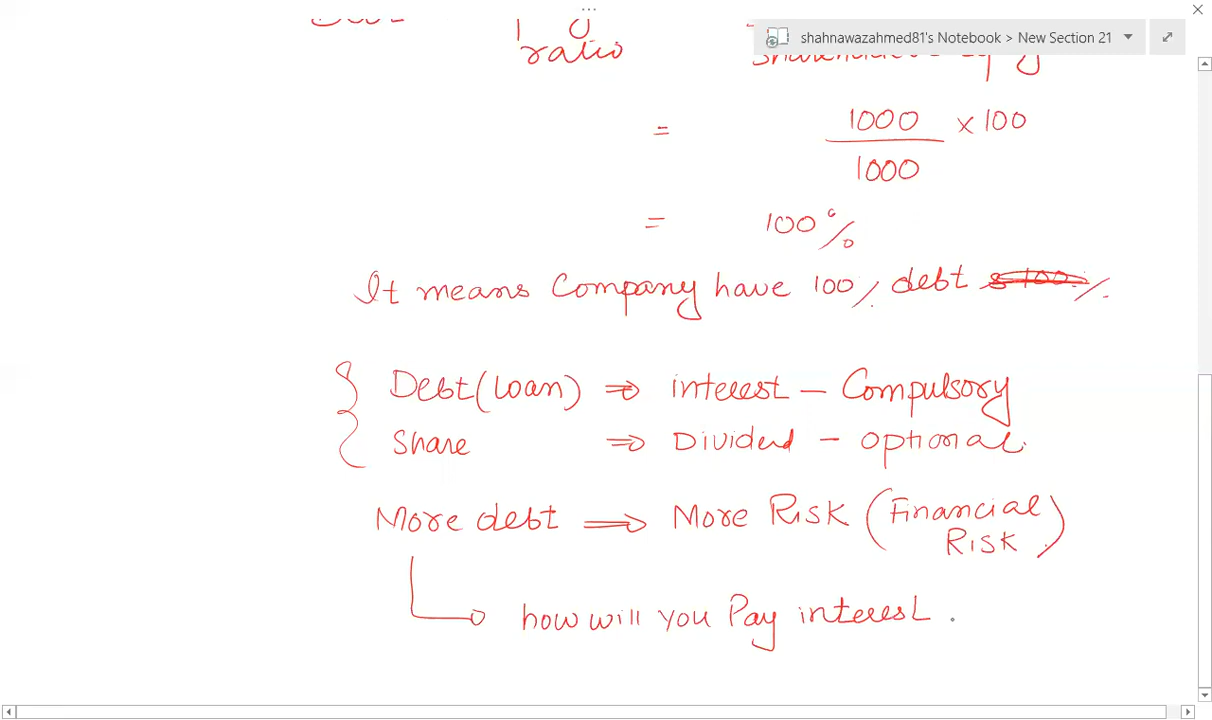 shahnawazahmed81's Notebook > New Section 21
ratio
= 1000 × 100
1000
= 100%
It means Company have 100% debt
Debt (Loan) ⇒ interest – Compulsory
Share ⇒ Dividend – optional.
More debt ⇒ More Risk (Financial
Risk)
how will you Pay interest.